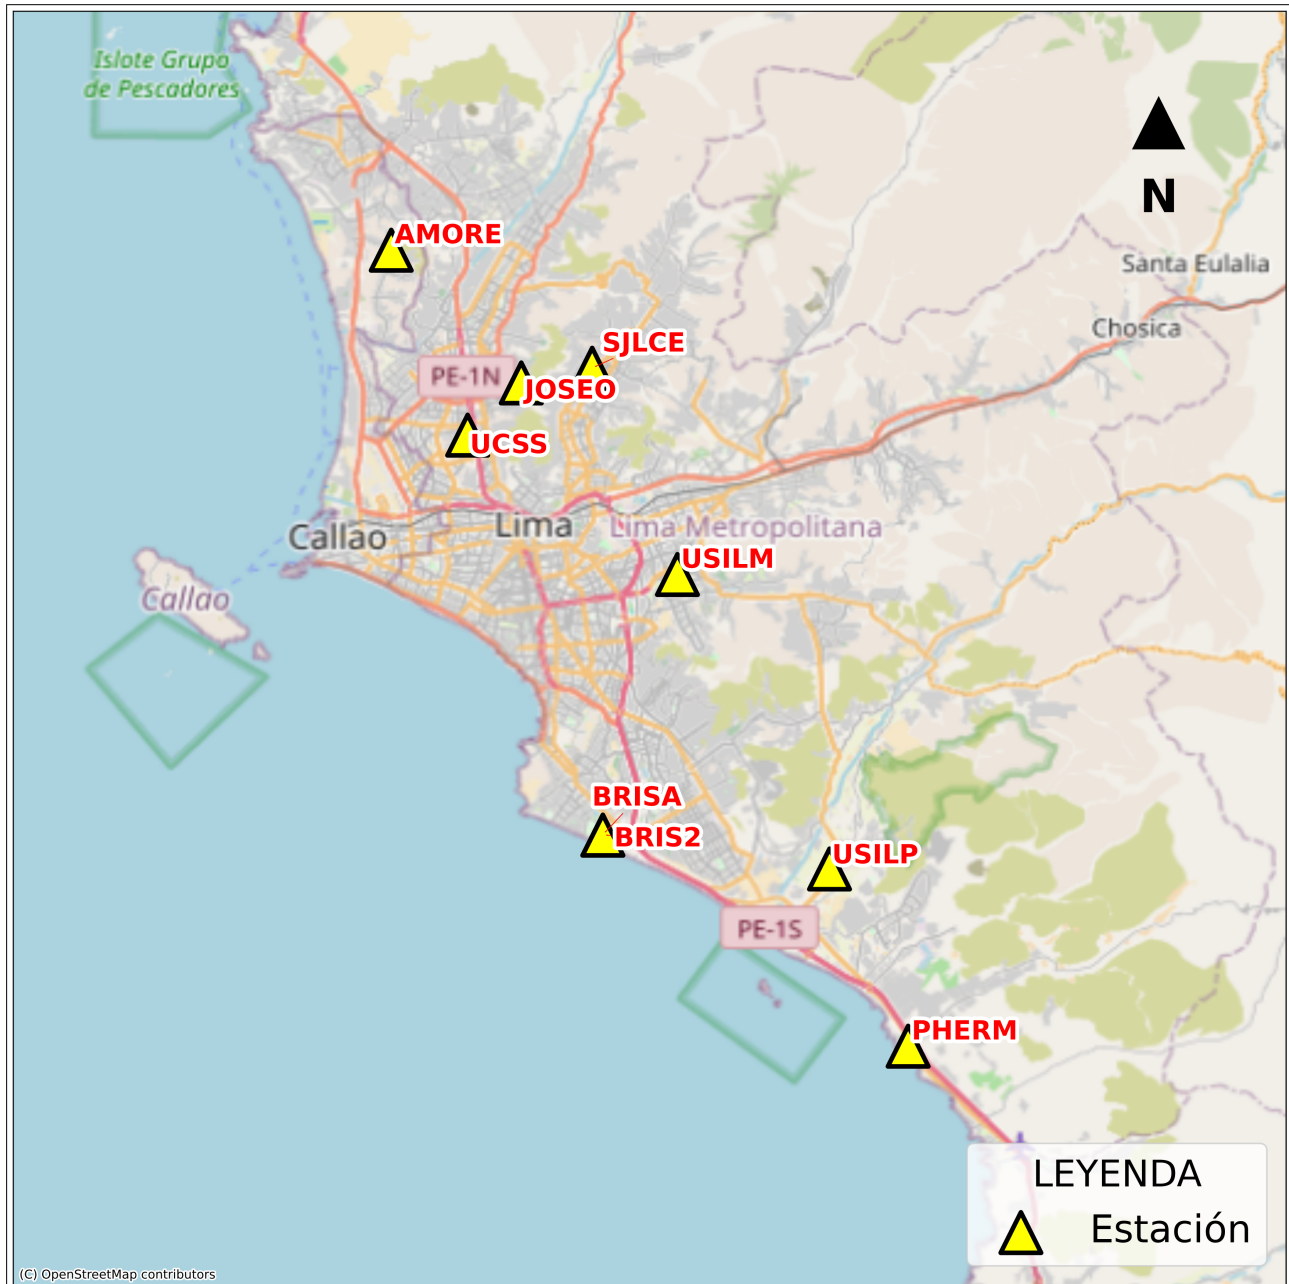 Islote Grupo
de Pescadores
N
AMORE
Santa Eulalia
Chosica
SJLCE
PE-1N
JOSEO
UCSS
Callao
Lima
Lima Metropolitana
USILM
Callao
BRISA
BRIS2
USILP
PE-1S
PHERM
LEYENDA
Estación
(C) OpenStreetMap contributors